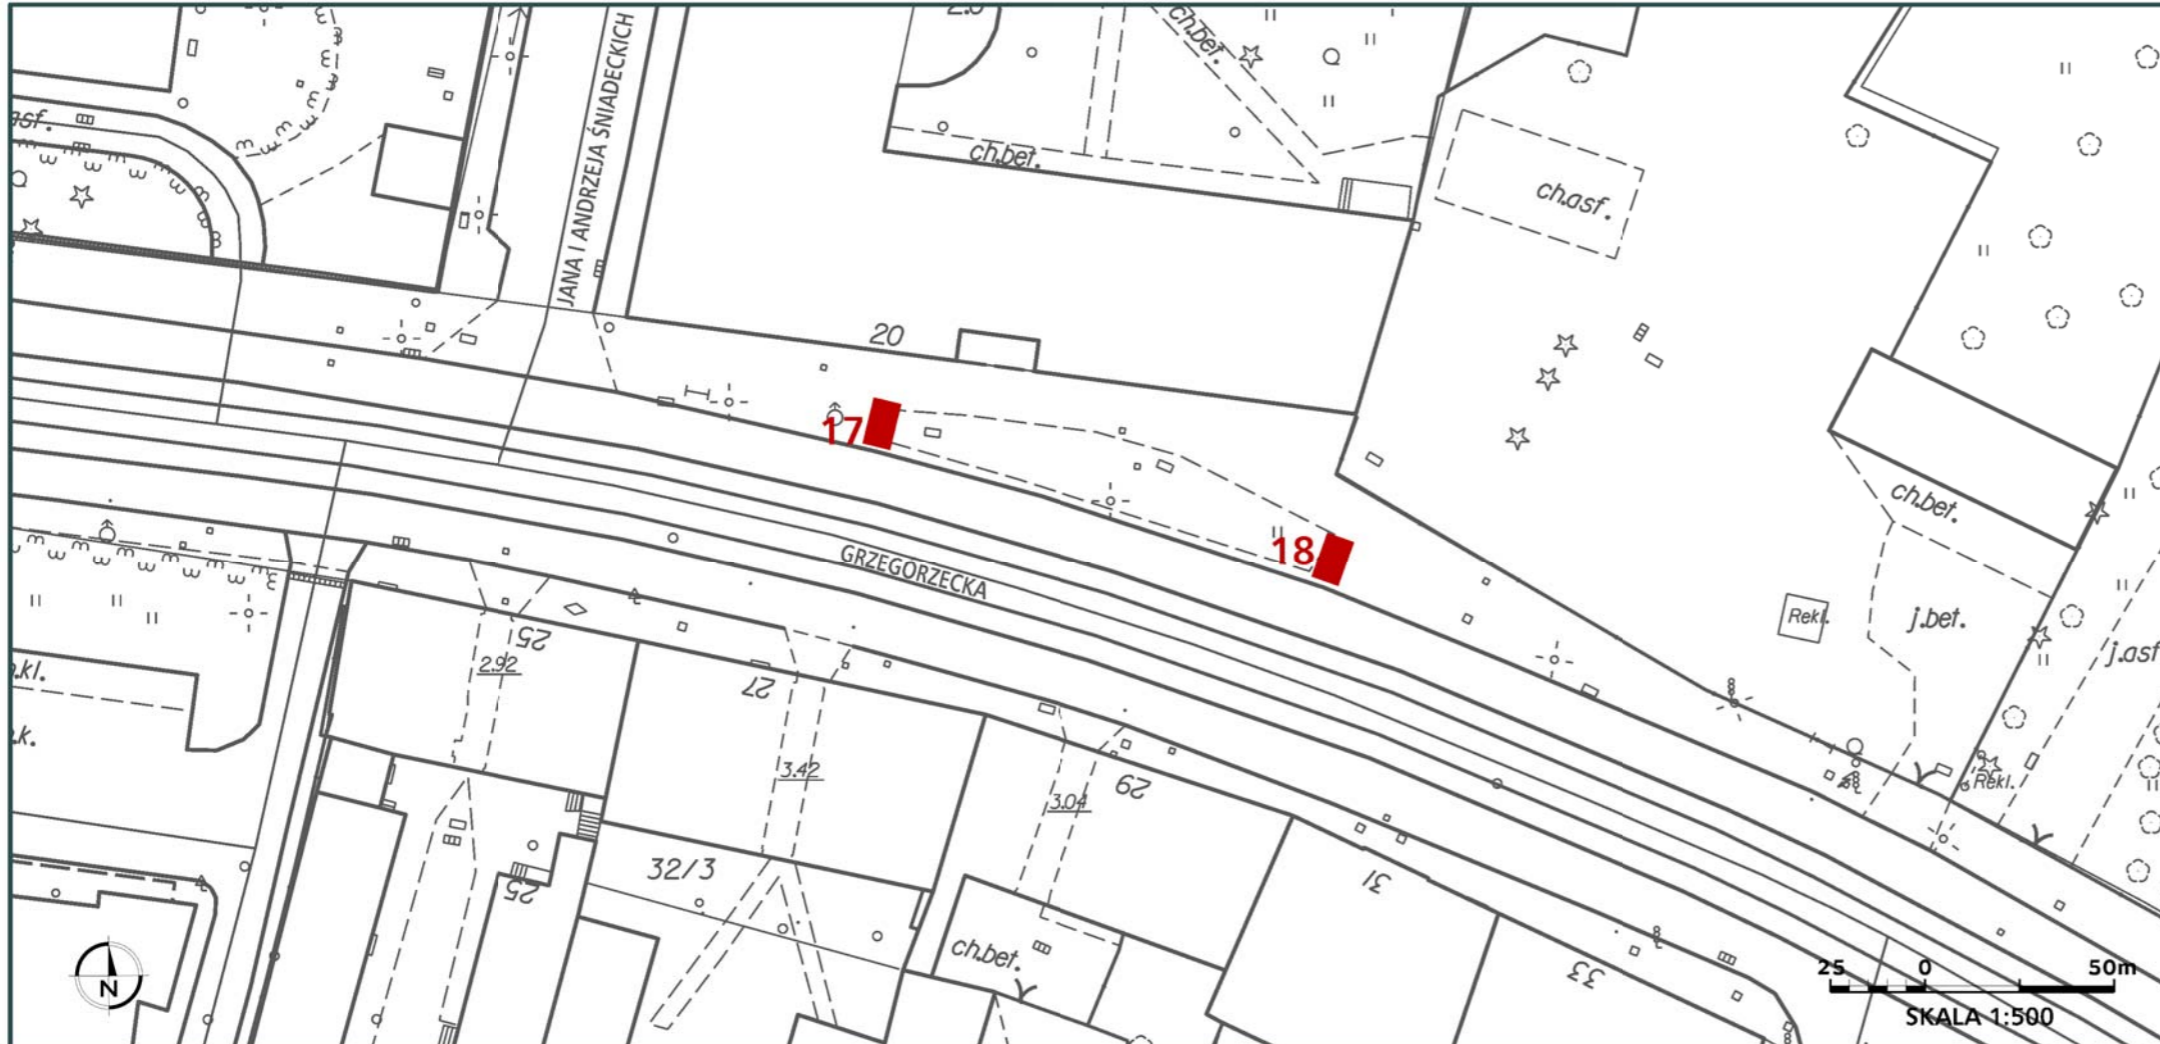 2.0
ch.bet.
JANA I ANDRZEJA ŚNIADECKICH
asf.
ch.bet.
ch.asf.
20
17
18
GRZEGORZECKA
ch.bet.
Rekl.
j.bet.
j.asf
25
2.92
27
.kl.
.k.
3.42
3.04
29
Rekl.
32/3
25
31
ch.bet.
33
N
25 0 50m
SKALA 1:500